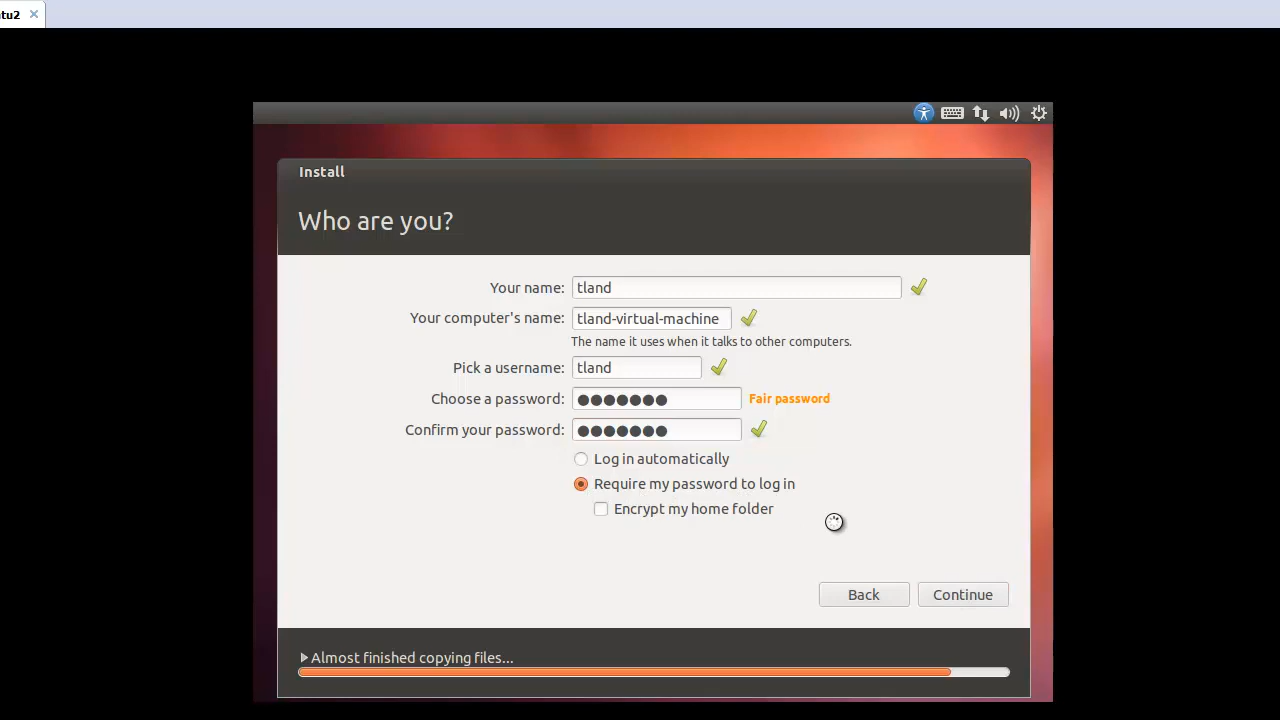 tu2
Install
Who are you?
Your name: tland
Your computer's name: tland-virtual-machine
The name it uses when it talks to other computers.
Pick a username: tland
Choose a password: ●●●●●●● Fair password
Confirm your password: ●●●●●●●
Log in automatically
Require my password to log in
Encrypt my home folder
Back Continue
Almost finished copying files...